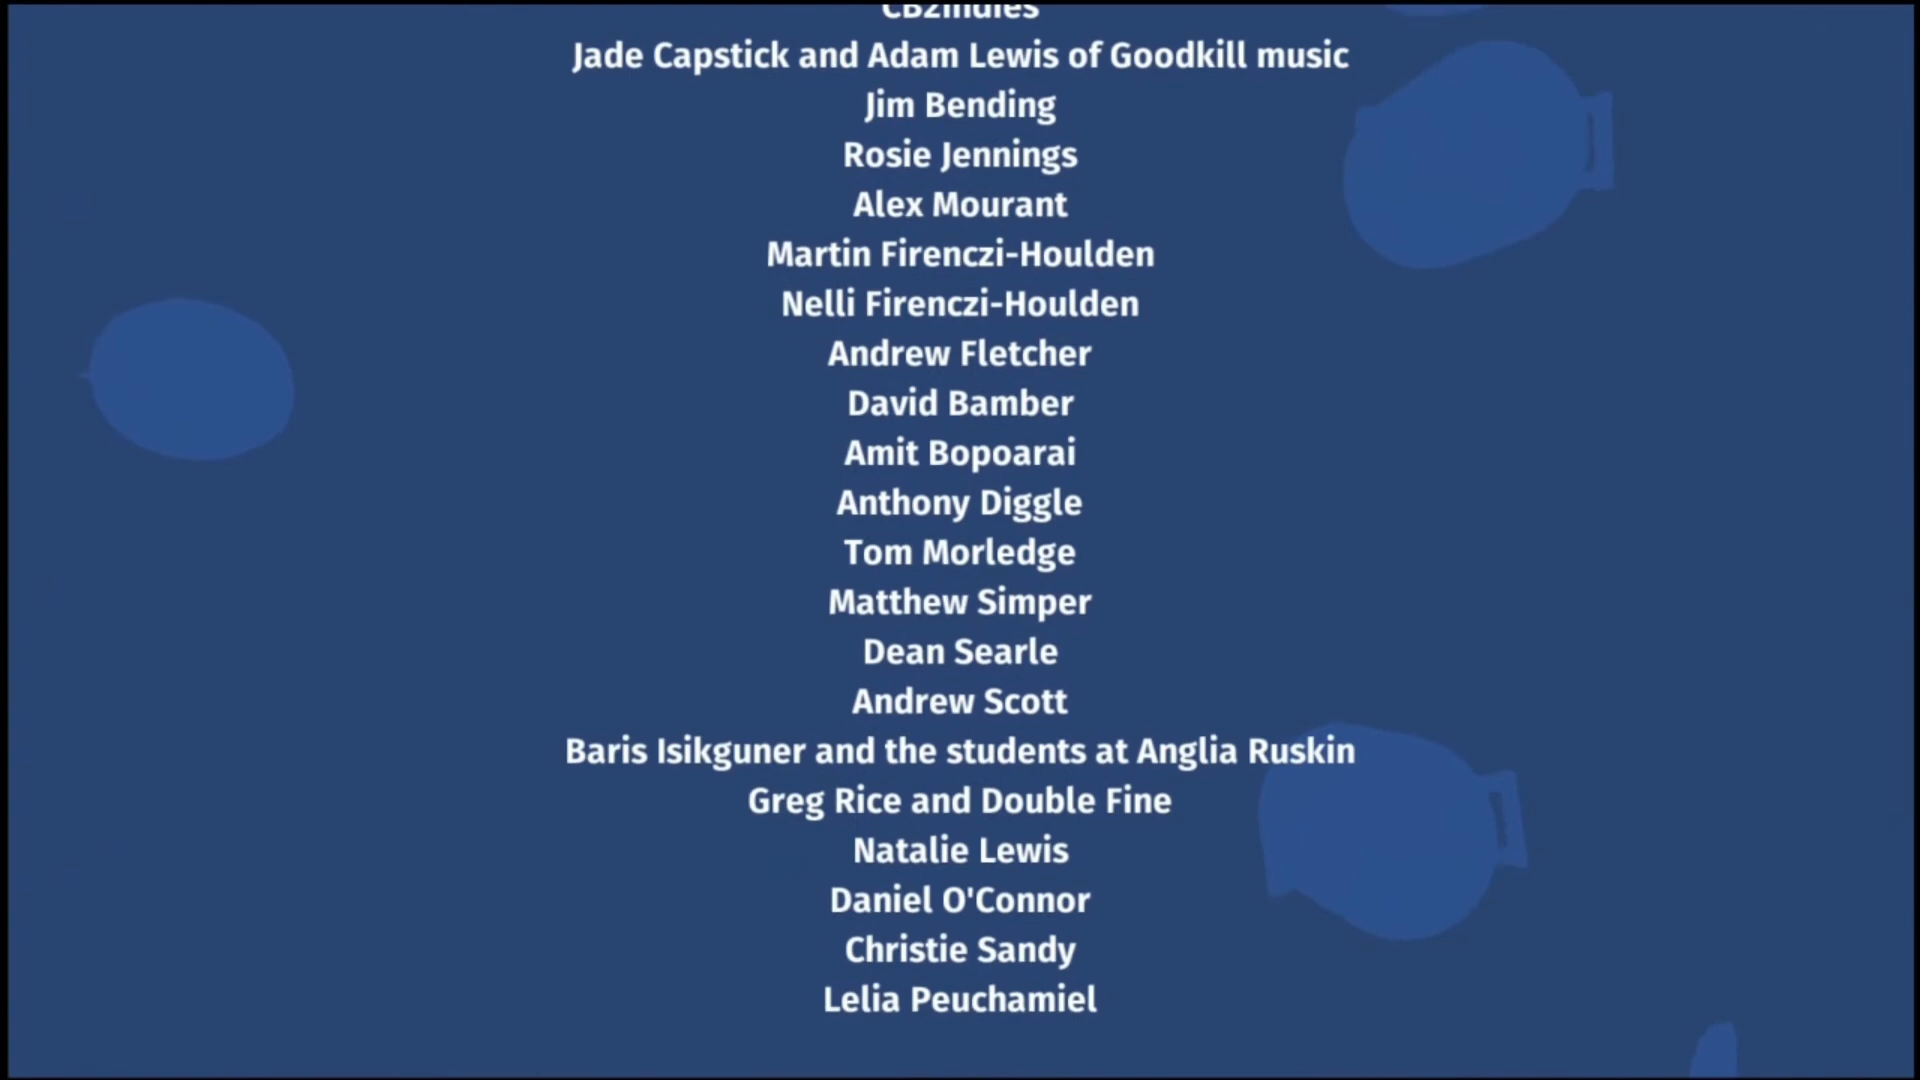 CB2Indies
Jade Capstick and Adam Lewis of Goodkill music
Jim Bending
Rosie Jennings
Alex Mourant
Martin Firenczi-Houlden
Nelli Firenczi-Houlden
Andrew Fletcher
David Bamber
Amit Bopoarai
Anthony Diggle
Tom Morledge
Matthew Simper
Dean Searle
Andrew Scott
Baris Isikguner and the students at Anglia Ruskin
Greg Rice and Double Fine
Natalie Lewis
Daniel O'Connor
Christie Sandy
Lelia Peuchamiel